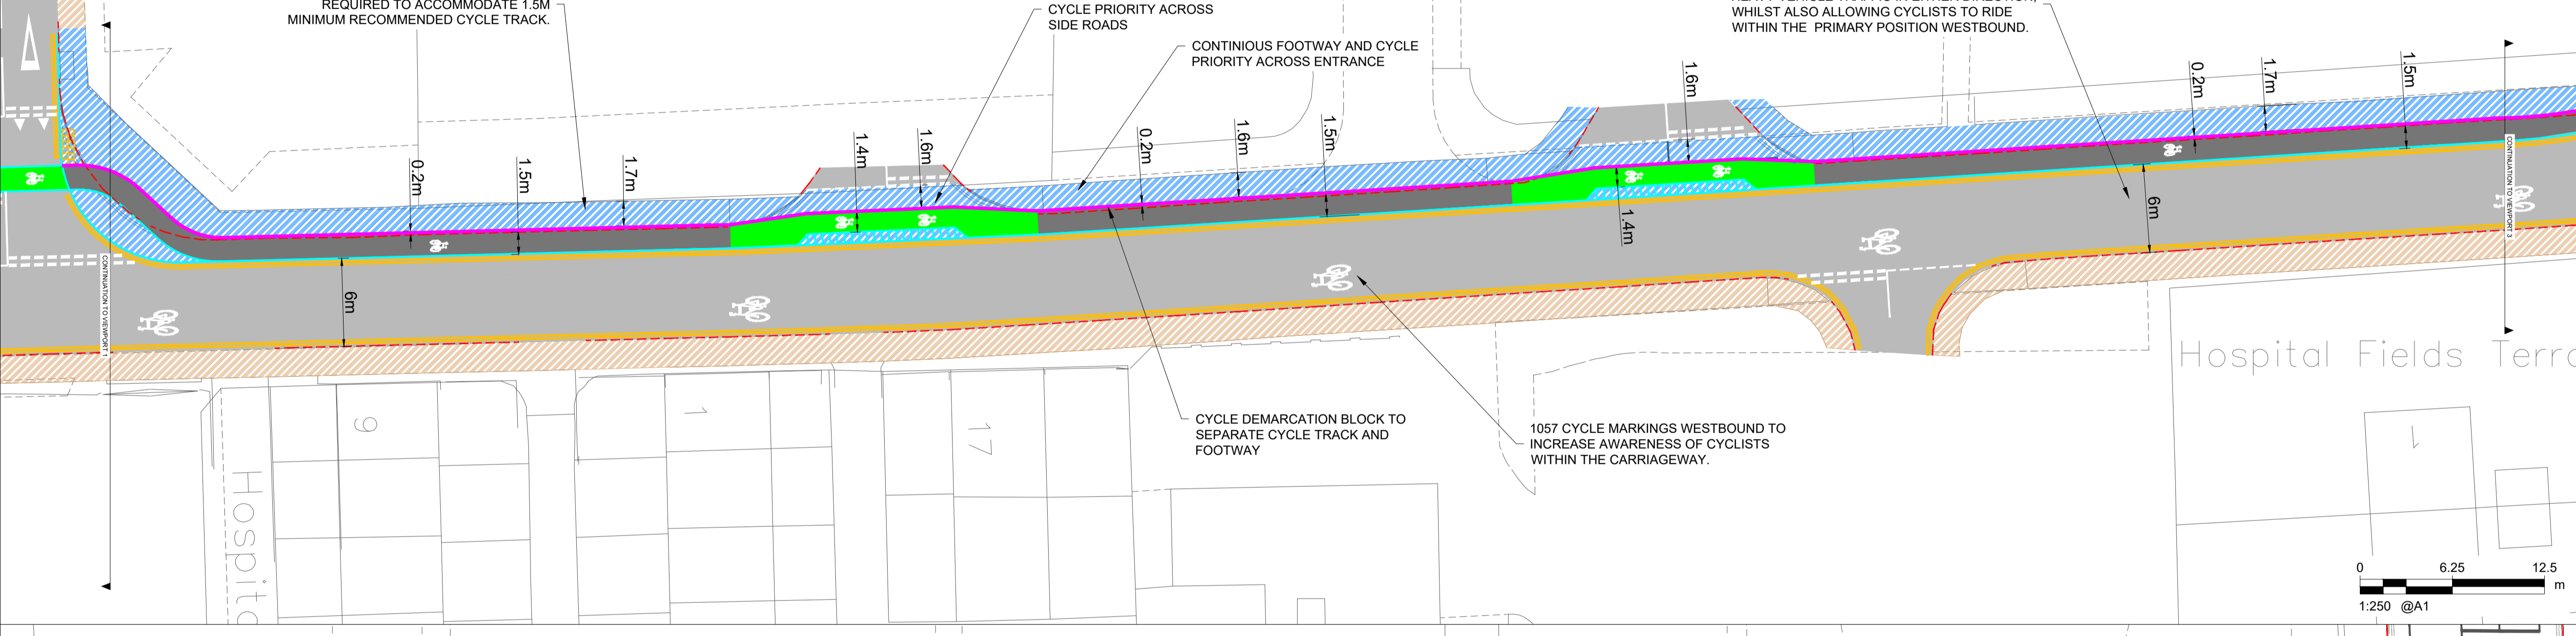 REQUIRED TO ACCOMMODATE 1.5M
MINIMUM RECOMMENDED CYCLE TRACK.
CYCLE PRIORITY ACROSS
SIDE ROADS
CONTINIOUS FOOTWAY AND CYCLE
PRIORITY ACROSS ENTRANCE
WHILST ALSO ALLOWING CYCLISTS TO RIDE
WITHIN THE PRIMARY POSITION WESTBOUND.
0.2m
1.5m
1.7m
1.4m
1.6m
0.2m
1.6m
1.5m
1.6m
1.4m
0.2m
1.7m
1.5m
6m
6m
CONTINUATION TO VIEWPORT 1
CONTINUATION TO VIEWPORT 3
CYCLE DEMARCATION BLOCK TO
SEPARATE CYCLE TRACK AND
FOOTWAY
1057 CYCLE MARKINGS WESTBOUND TO
INCREASE AWARENESS OF CYCLISTS
WITHIN THE CARRIAGEWAY.
Hospital Fields Terra
9
1
17
1
Hospita
0 6.25 12.5
m
1:250 @A1